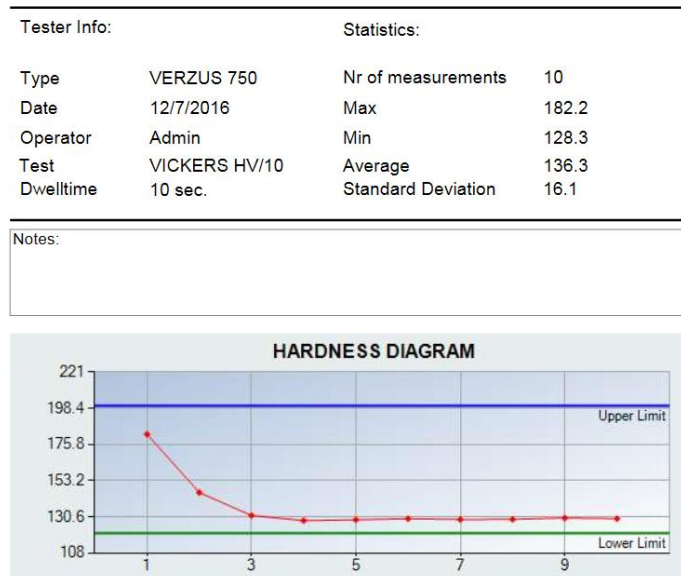 Tester Info:
Statistics:
Type VERZUS 750 Nr of measurements 10
Date 12/7/2016 Max 182.2
Operator Admin Min 128.3
Test VICKERS HV/10 Average 136.3
Dwelltime 10 sec. Standard Deviation 16.1
Notes:
HARDNESS DIAGRAM
221
198.4
Upper Limit
175.8
153.2
130.6
Lower Limit
108
1 3 5 7 9